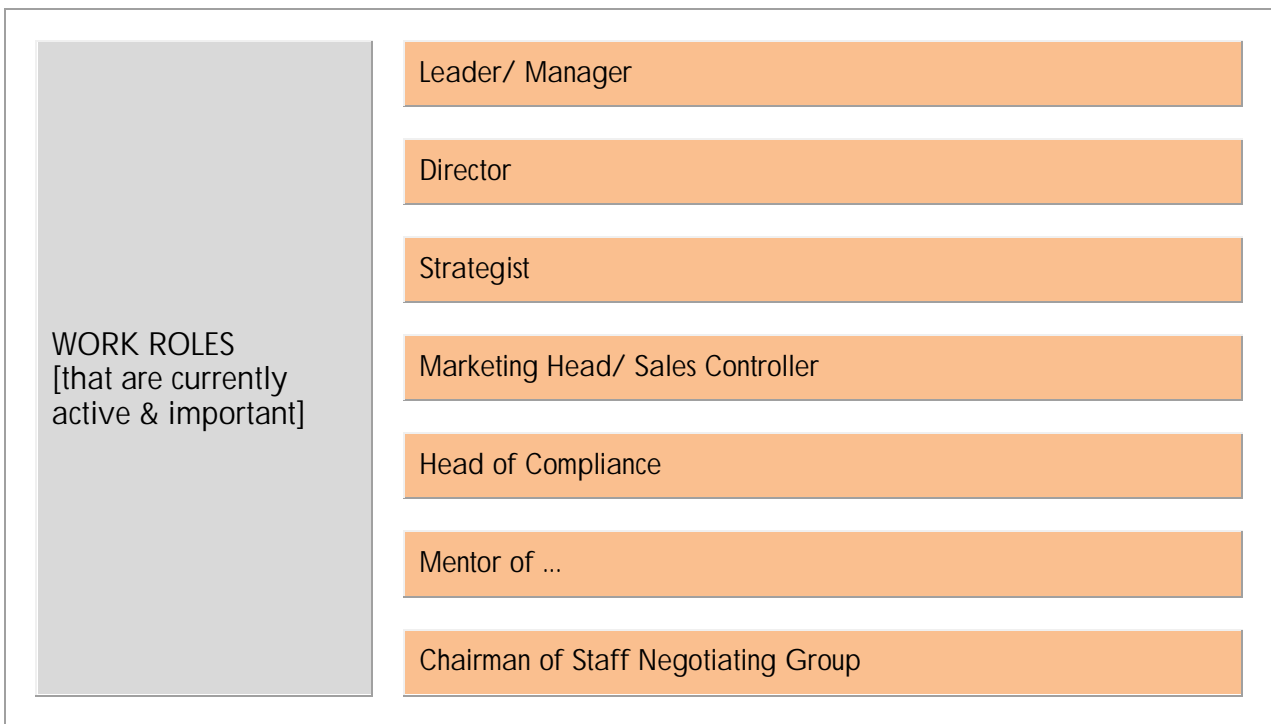 WORK ROLES
[that are currently
active & important]
Leader/ Manager
Director
Strategist
Marketing Head/ Sales Controller
Head of Compliance
Mentor of ...
Chairman of Staff Negotiating Group